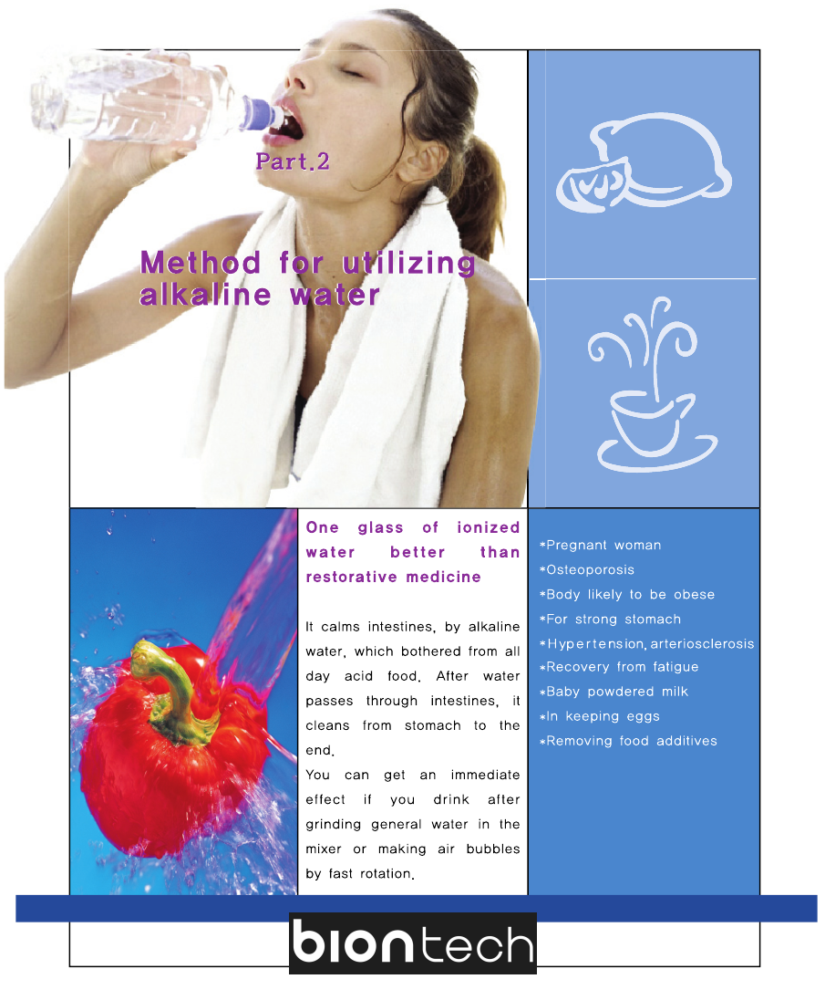 Part.2
Method for utilizing
alkaline water
One glass of ionized
water better than
restorative medicine
It calms intestines, by alkaline
water, which bothered from all
day acid food. After water
passes through intestines, it
cleans from stomach to the
end.
You can get an immediate
effect if you drink after
grinding general water in the
mixer or making air bubbles
by fast rotation.
*Pregnant woman
*Osteoporosis
*Body likely to be obese
*For strong stomach
*Hypertension, arteriosclerosis
*Recovery from fatigue
*Baby powdered milk
*In keeping eggs
*Removing food additives
biontech